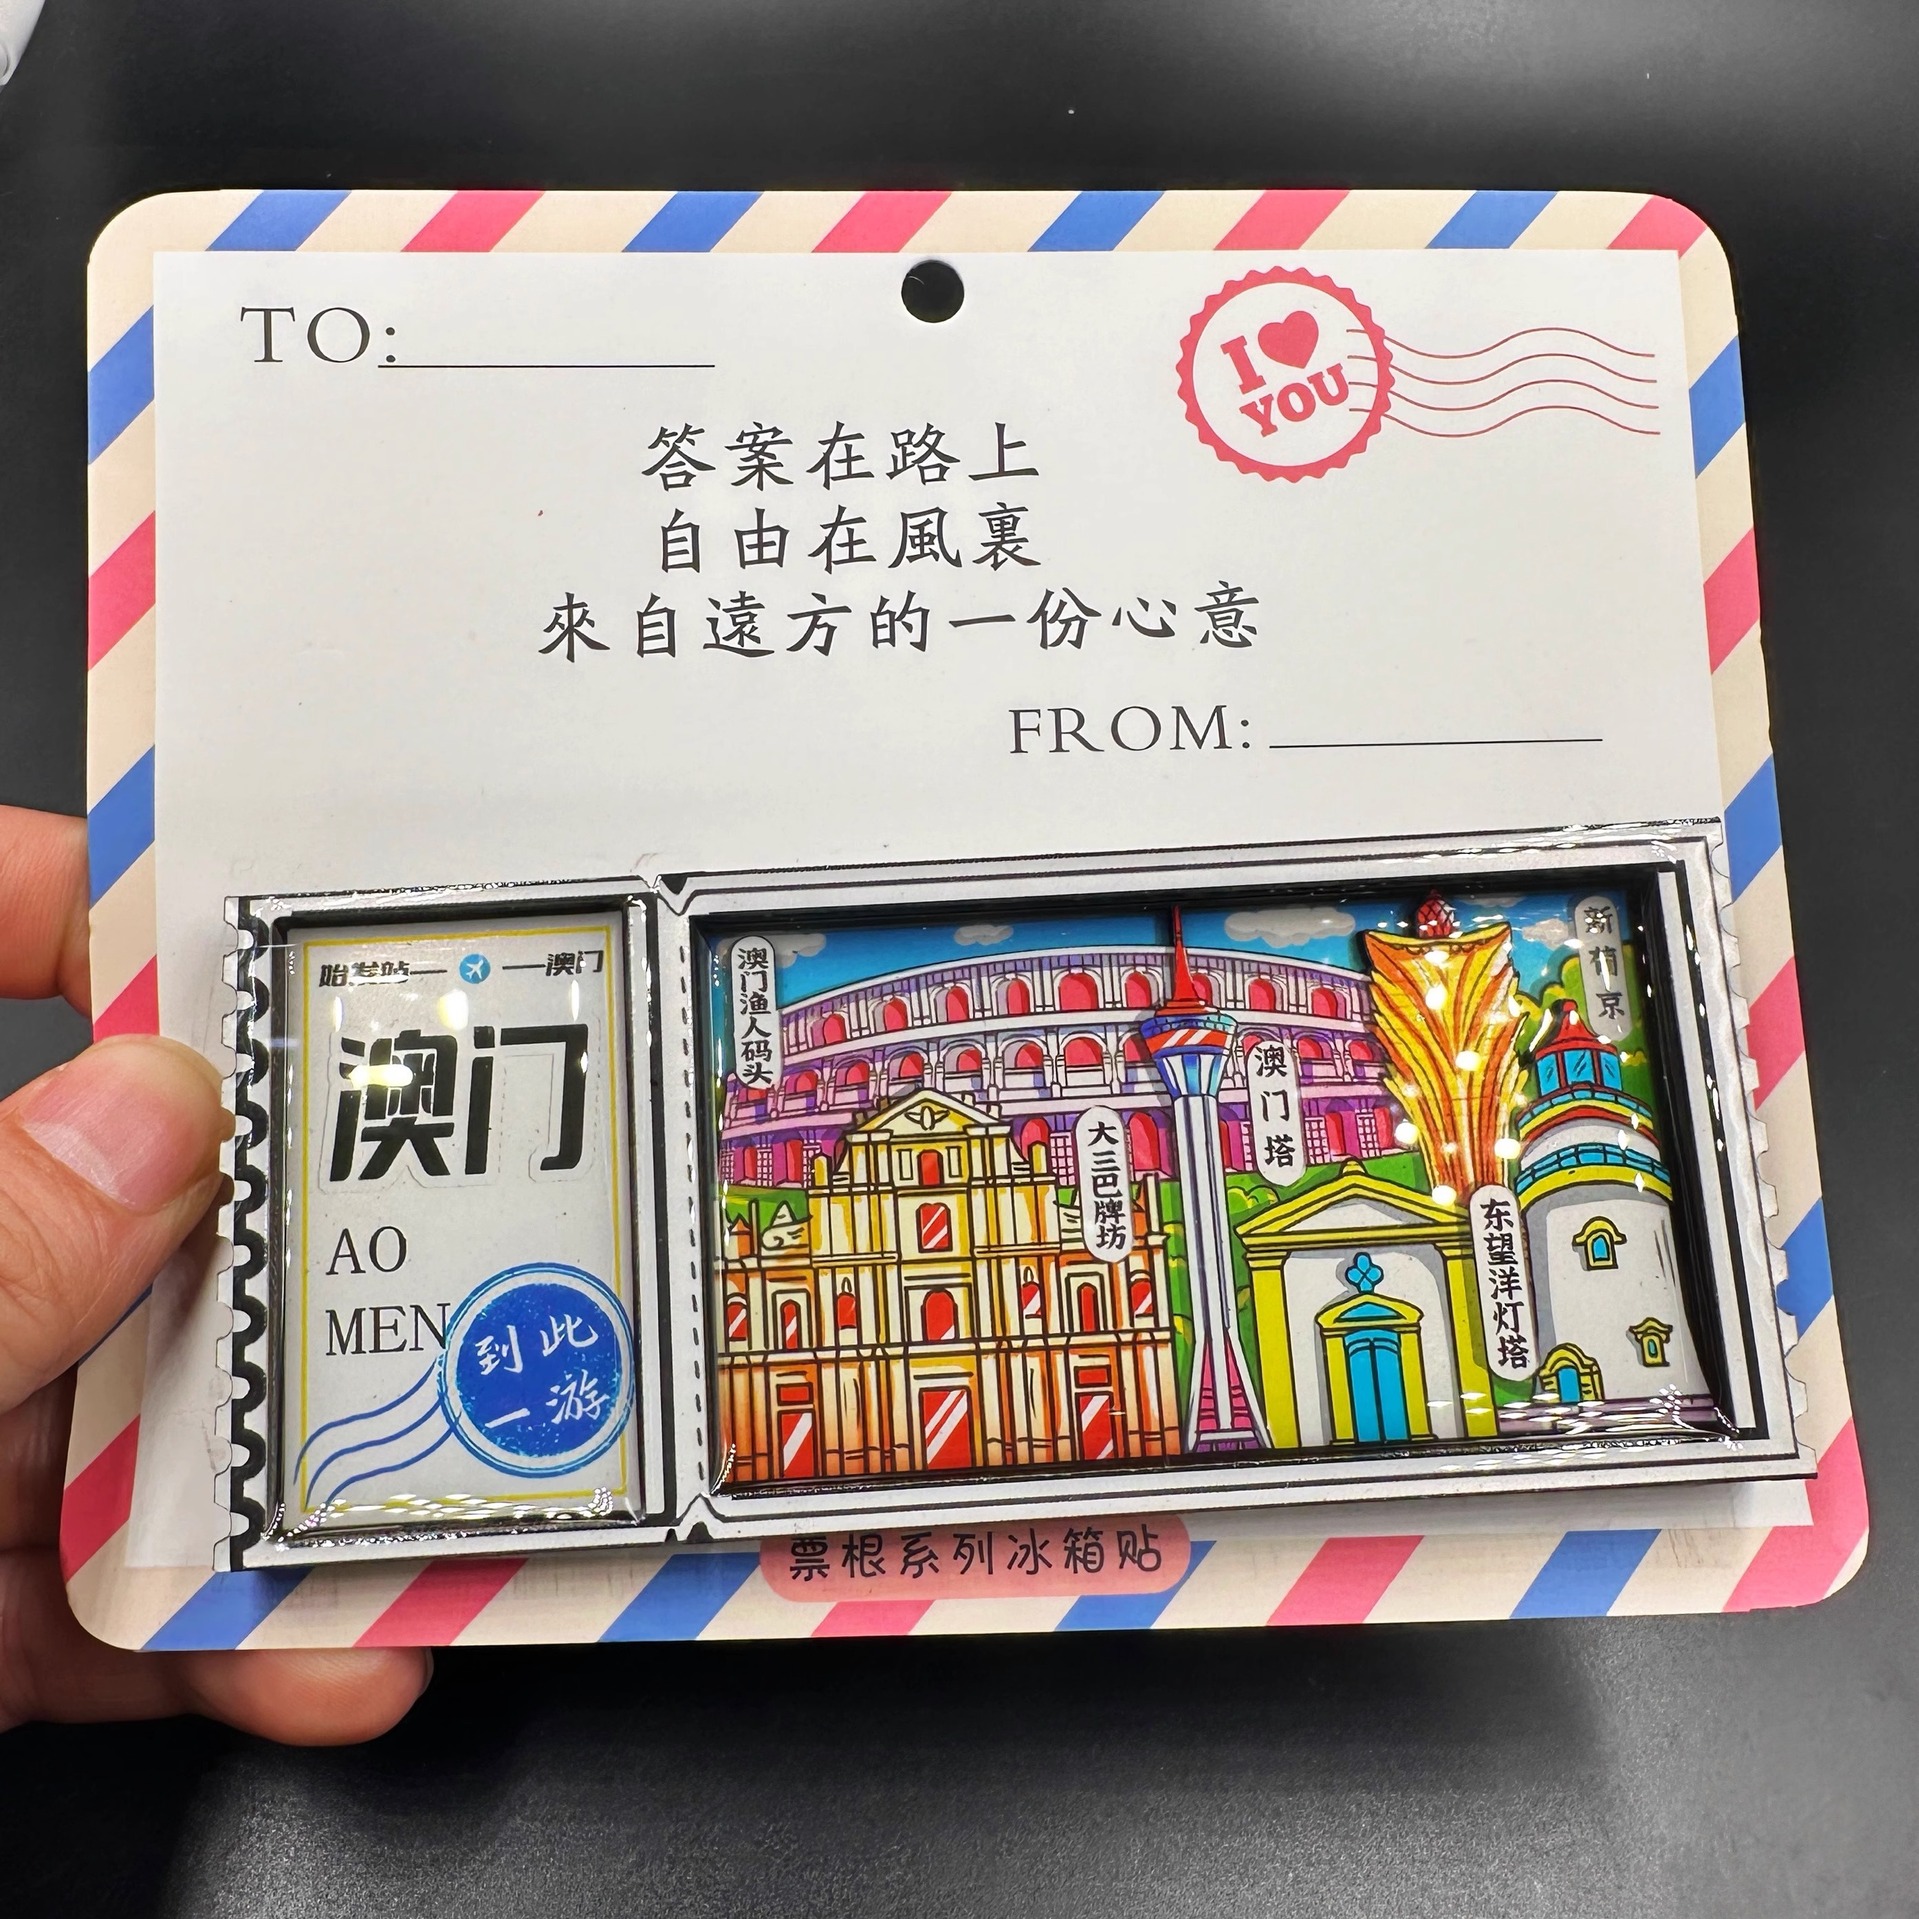 TO:
I ♥
YOU
答案在路上
自由在風裏
來自遠方的一份心意
FROM:
始发站—
—澳门
澳门
AO
MEN
到此
一游
澳门渔人码头
大三巴牌坊
澳门塔
东望洋灯塔
新葡京
票根系列冰箱贴